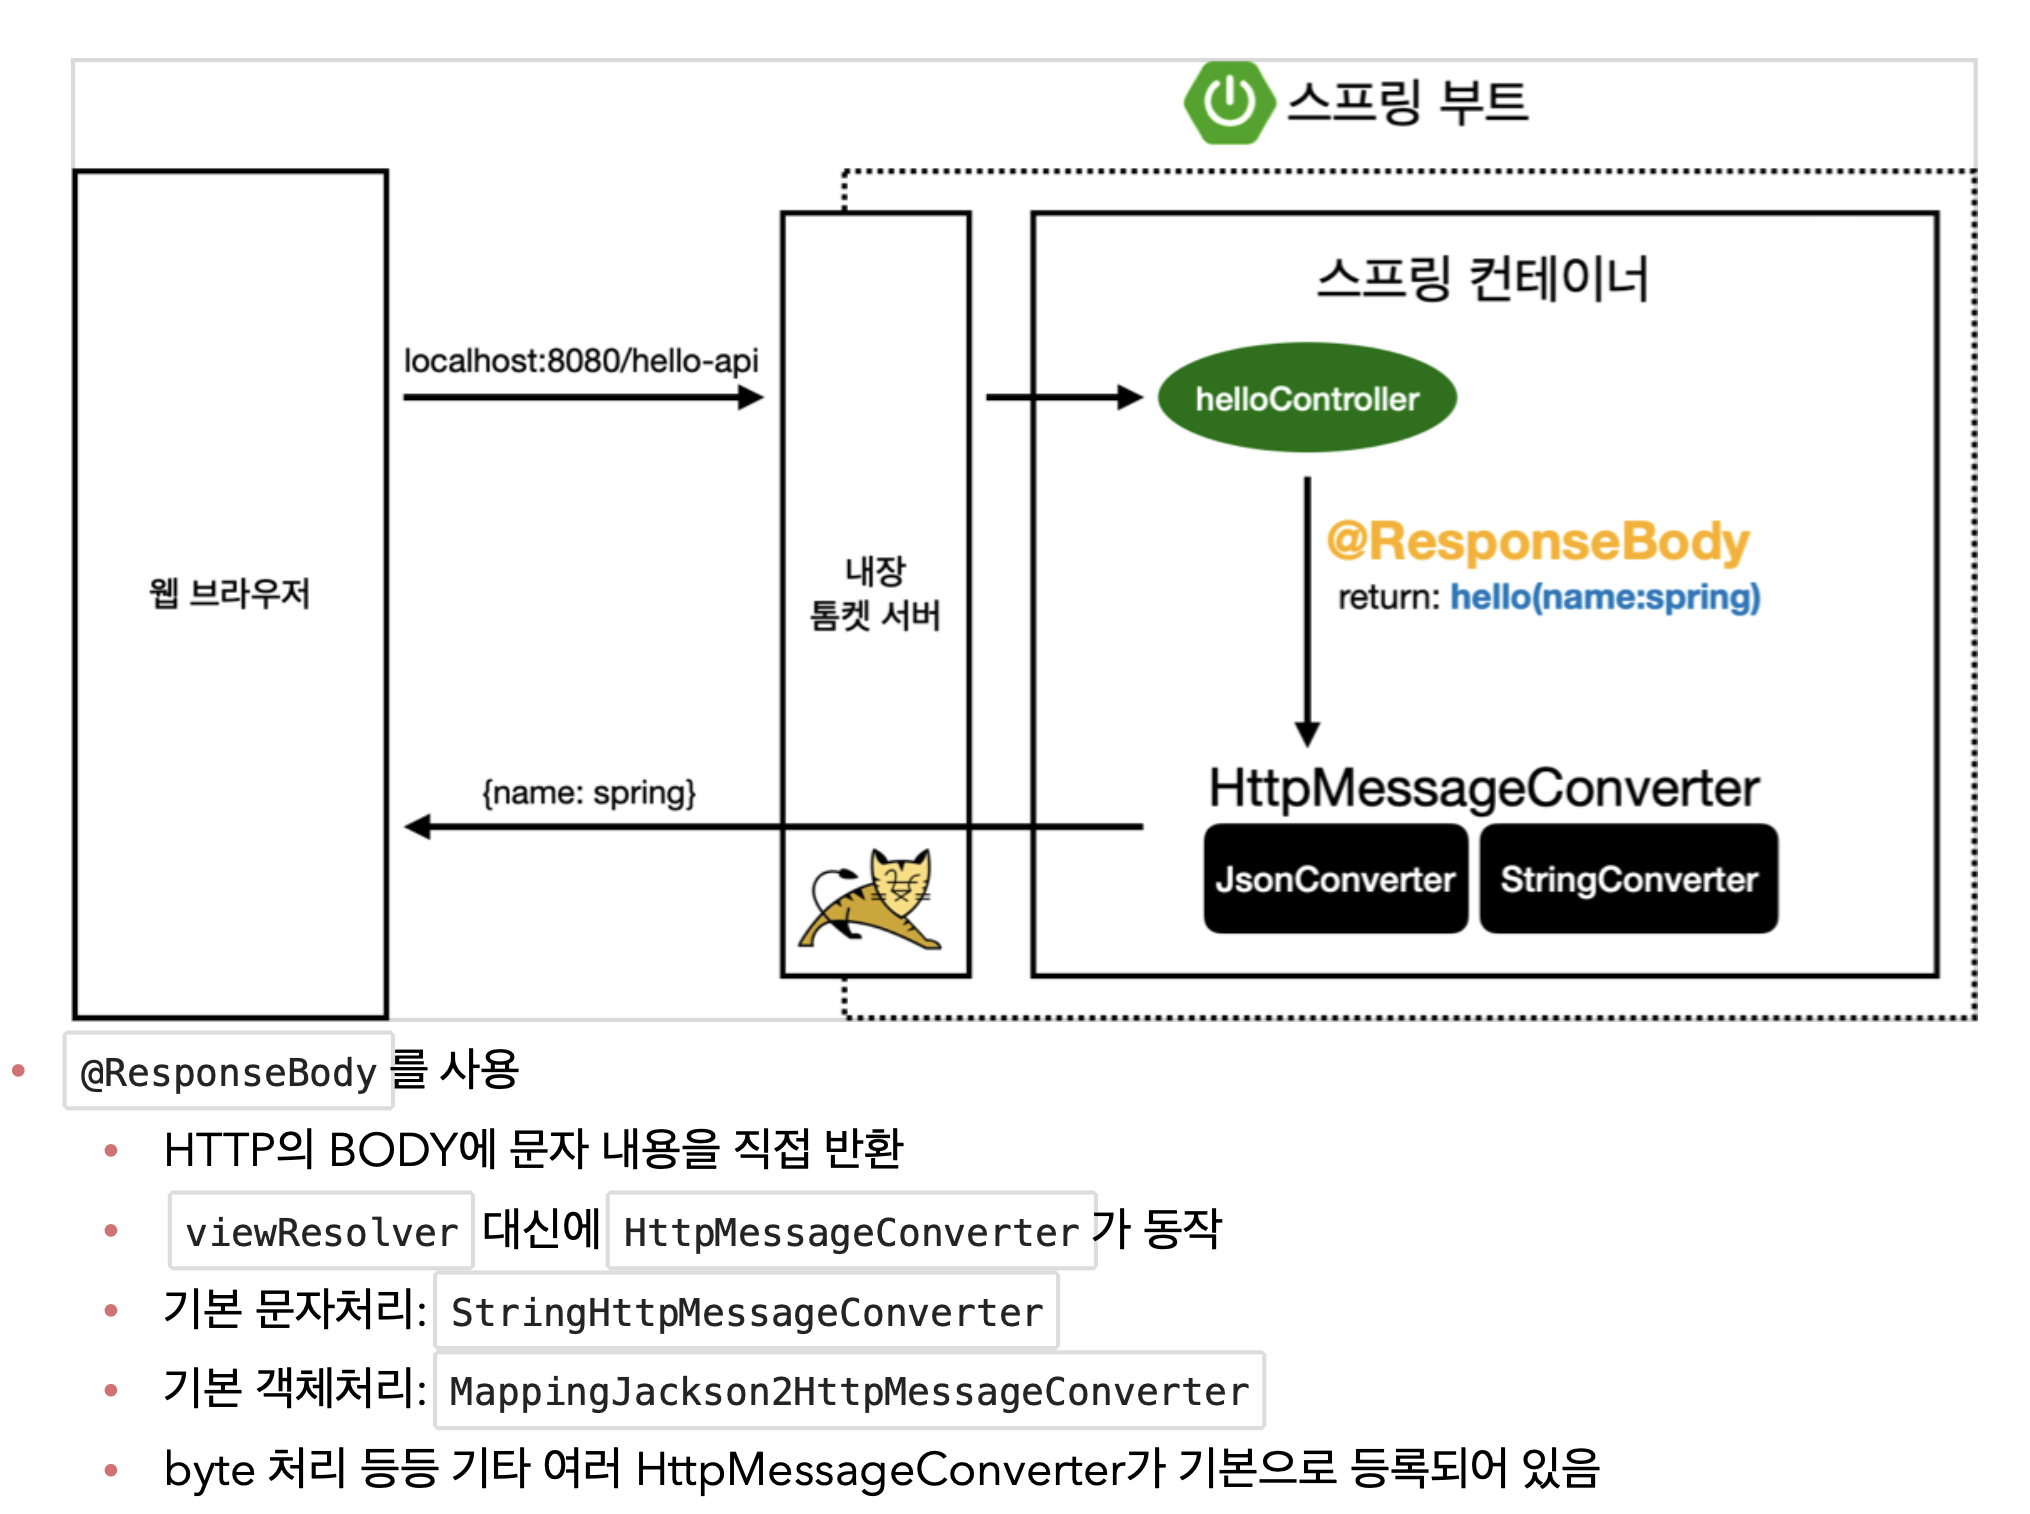 스프링 부트
스프링 컨테이너
localhost:8080/hello-api
helloController
@ResponseBody
return: hello(name:spring)
웹 브라우저
내장
톰켓 서버
HttpMessageConverter
{name: spring}
JsonConverter StringConverter
• @ResponseBody 를 사용
• HTTP의 BODY에 문자 내용을 직접 반환
• viewResolver 대신에 HttpMessageConverter 가 동작
• 기본 문자처리: StringHttpMessageConverter
• 기본 객체처리: MappingJackson2HttpMessageConverter
• byte 처리 등등 기타 여러 HttpMessageConverter가 기본으로 등록되어 있음